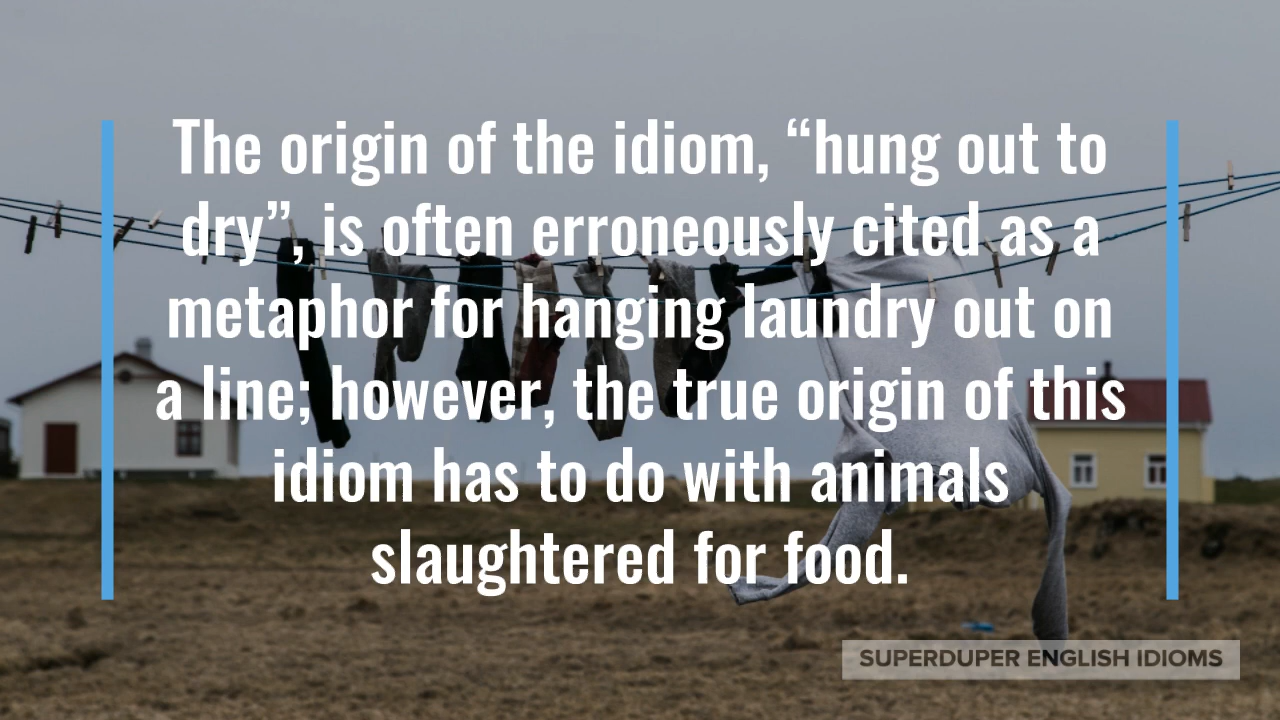 The origin of the idiom, “hung out to
dry”, is often erroneously cited as a
metaphor for hanging laundry out on
a line; however, the true origin of this
idiom has to do with animals
slaughtered for food.
SUPERDUPER ENGLISH IDIOMS